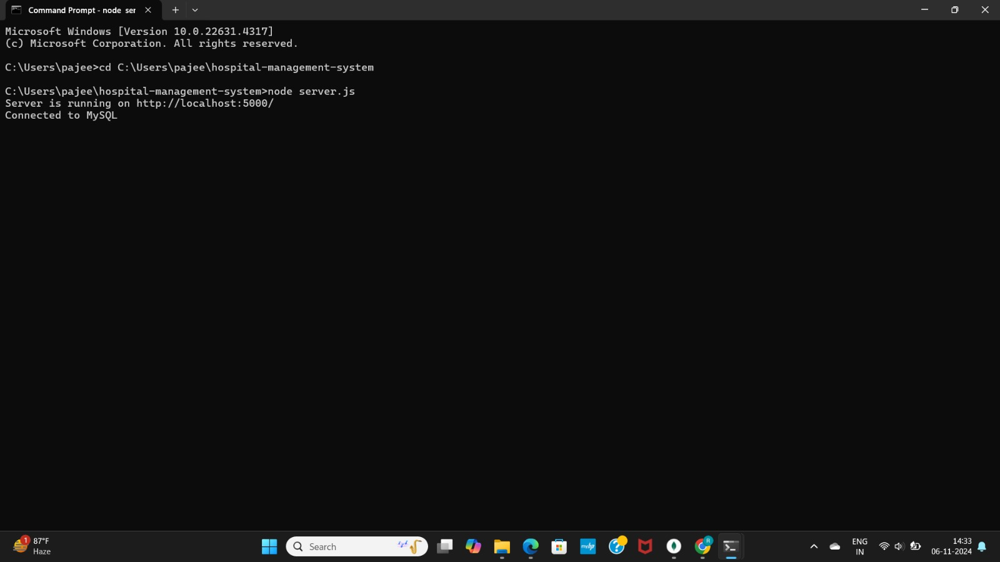 Command Prompt - node  ser
Microsoft Windows [Version 10.0.22631.4317]
(c) Microsoft Corporation. All rights reserved.
C:\Users\pajee>cd C:\Users\pajee\hospital-management-system
C:\Users\pajee\hospital-management-system>node server.js
Server is running on http://localhost:5000/
Connected to MySQL
1
87°F
Haze
Search
myhp
?
R
ENG
IN
14:33
06-11-2024